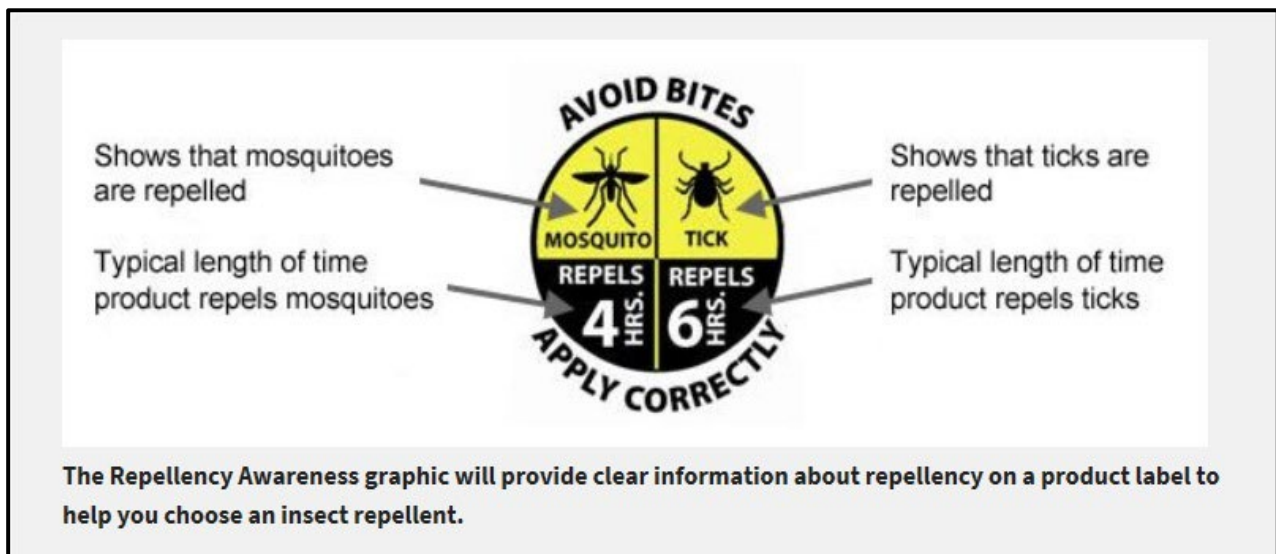 AVOID BITES
Shows that mosquitoes
are repelled
Typical length of time
product repels mosquitoes
MOSQUITO
TICK
REPELS
4 HRS.
REPELS
6 HRS.
APPLY CORRECTLY
Shows that ticks are
repelled
Typical length of time
product repels ticks
The Repellency Awareness graphic will provide clear information about repellency on a product label to
help you choose an insect repellent.